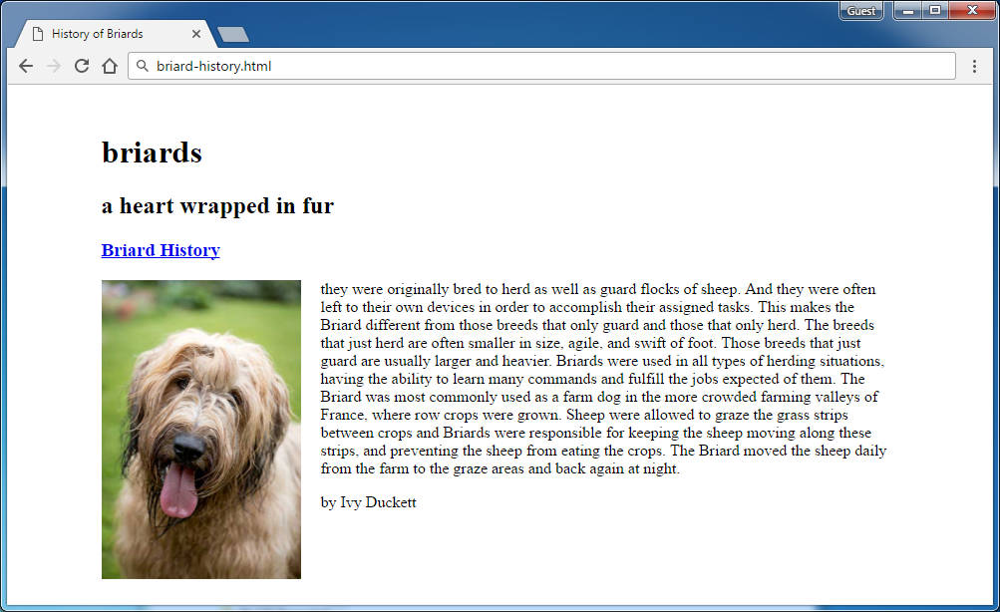 Guest
History of Briards
briard-history.html
briards
a heart wrapped in fur
Briard History
they were originally bred to herd as well as guard flocks of sheep. And they were often
left to their own devices in order to accomplish their assigned tasks. This makes the
Briard different from those breeds that only guard and those that only herd. The breeds
that just herd are often smaller in size, agile, and swift of foot. Those breeds that just
guard are usually larger and heavier. Briards were used in all types of herding situations,
having the ability to learn many commands and fulfill the jobs expected of them. The
Briard was most commonly used as a farm dog in the more crowded farming valleys of
France, where row crops were grown. Sheep were allowed to graze the grass strips
between crops and Briards were responsible for keeping the sheep moving along these
strips, and preventing the sheep from eating the crops. The Briard moved the sheep daily
from the farm to the graze areas and back again at night.
by Ivy Duckett